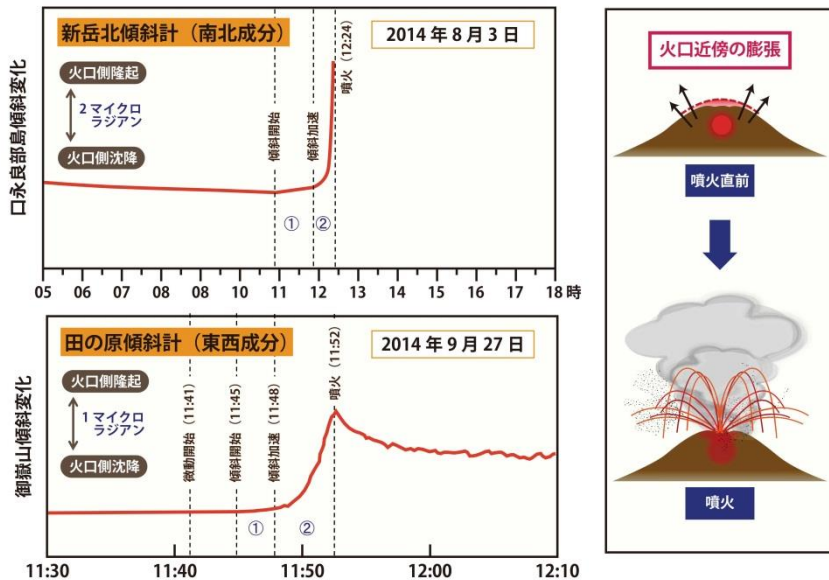 新岳北傾斜計（南北成分）
2014年8月3日
口永良部島傾斜変化
火口側隆起
2 マイクロ
ラジアン
火口側沈降
傾斜開始
傾斜加速
噴火（12:24）
①
②
05 06 07 08 09 10 11 12 13 14 15 16 17 18 時
田の原傾斜計（東西成分）
2014年9月27日
御嶽山傾斜変化
火口側隆起
1 マイクロ
ラジアン
火口側沈降
微動開始（11:41）
傾斜開始（11:45）
傾斜加速（11:48）
噴火（11:52）
①
②
11:30 11:40 11:50 12:00 12:10
火口近傍の膨張
噴火直前
噴火